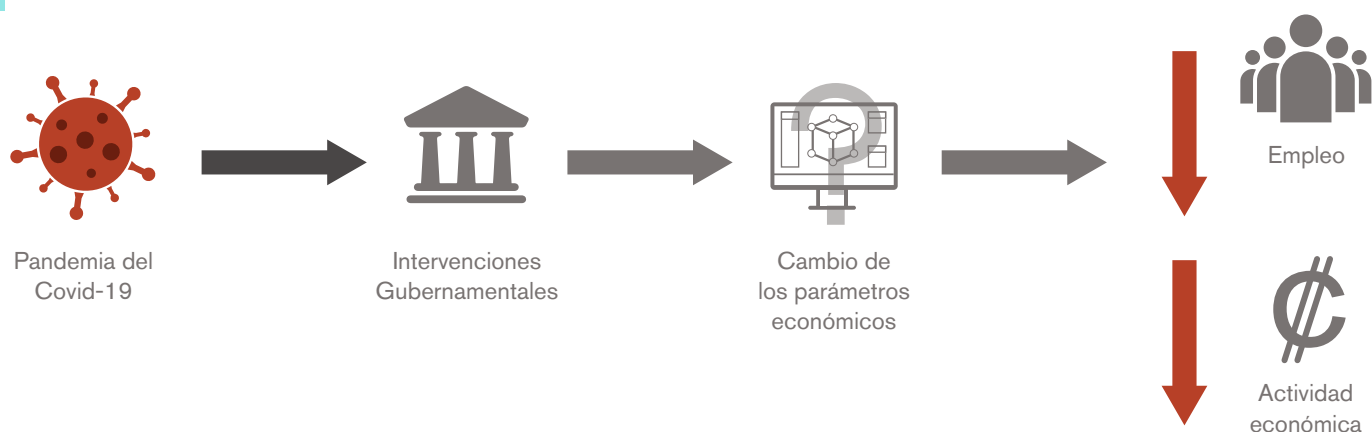 Pandemia del
Covid-19
Intervenciones
Gubernamentales
Cambio de
los parámetros
económicos
Empleo
Actividad
económica